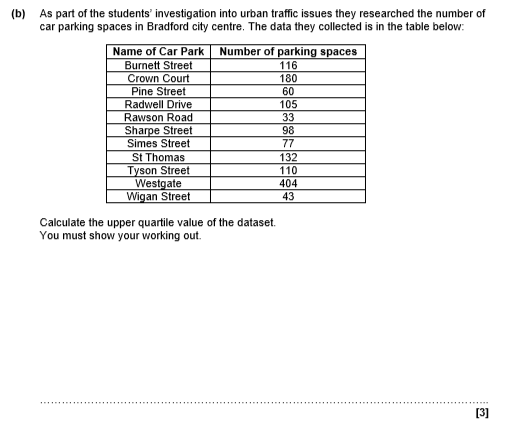 (b) As part of the students' investigation into urban traffic issues they researched the number of
car parking spaces in Bradford city centre. The data they collected is in the table below:
Name of Car Park Number of parking spaces
Burnett Street 116
Crown Court 180
Pine Street 60
Radwell Drive 105
Rawson Road 33
Sharpe Street 98
Simes Street 77
St Thomas 132
Tyson Street 110
Westgate 404
Wigan Street 43
Calculate the upper quartile value of the dataset.
You must show your working out.
[3]